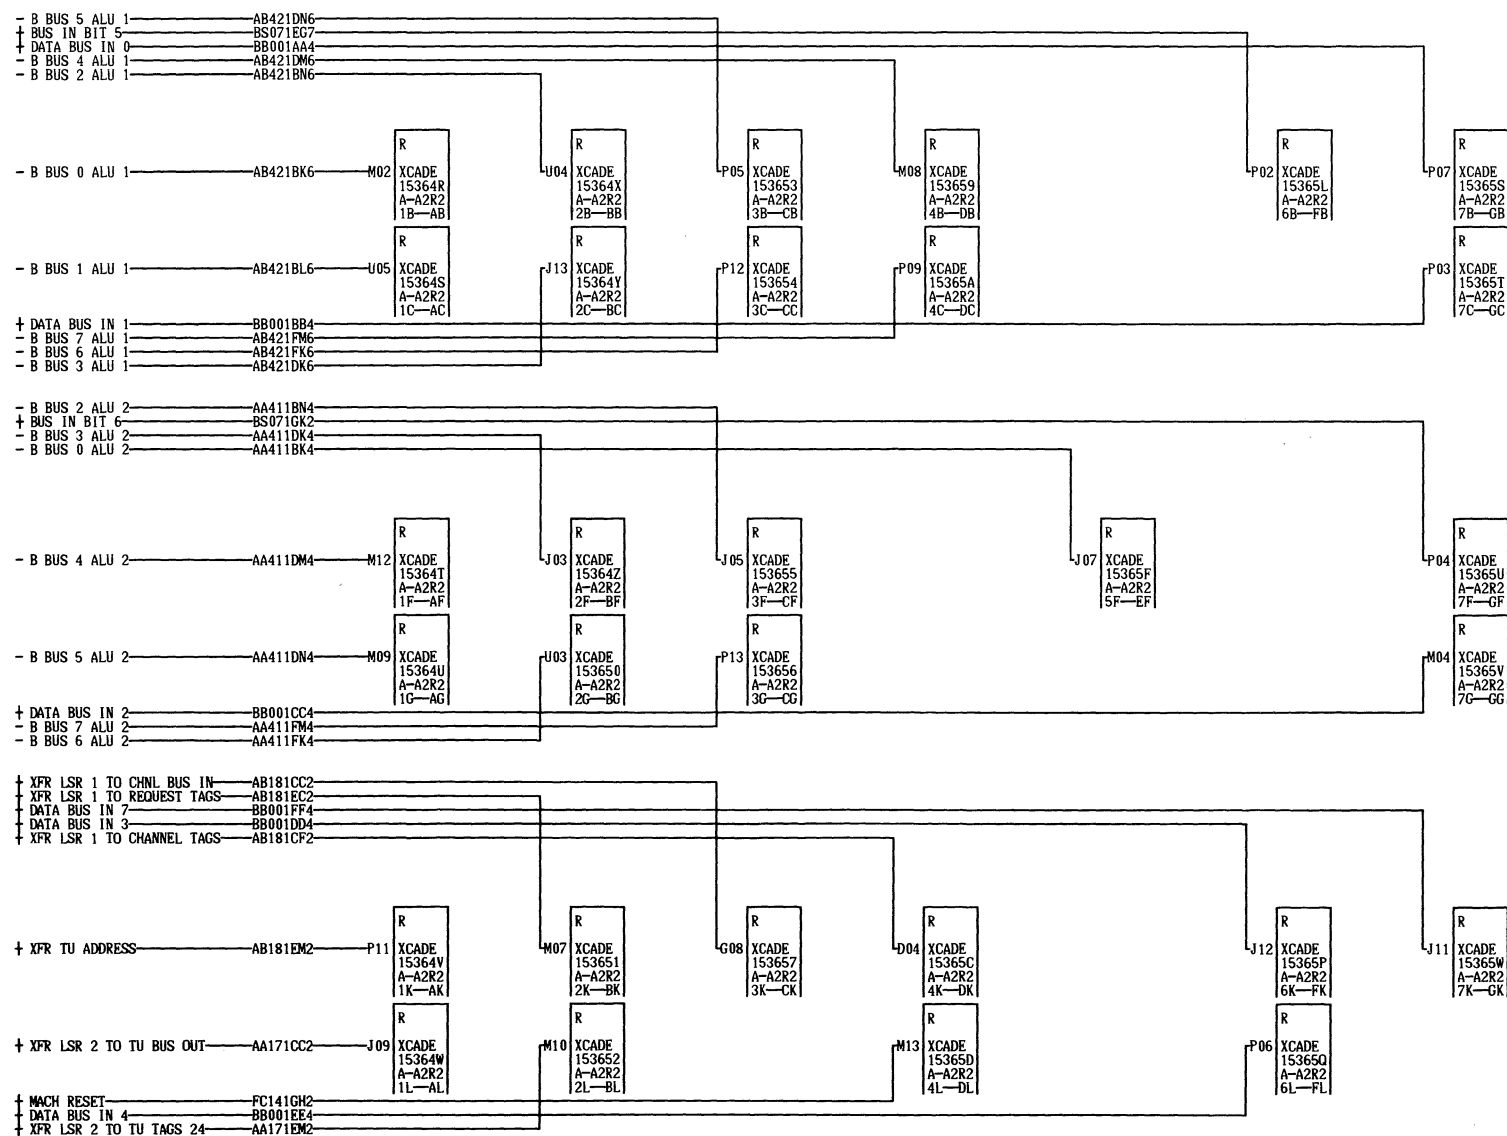 - B BUS 5 ALU 1 AB421DN6
+ BUS IN BIT 5 BS071EG7
+ DATA BUS IN 0 BB001AA4
- B BUS 4 ALU 1 AB421DM6
- B BUS 2 ALU 1 AB421BN6
R R R R R R
- B BUS 0 ALU 1 AB421BK6 M02 XCADE U04 XCADE P05 XCADE M08 XCADE P02 XCADE P07 XCADE
15364R 15364X 153653 153659 15365L 15365S
A-A2R2 A-A2R2 A-A2R2 A-A2R2 A-A2R2 A-A2R2
1B—AB 2B—BB 3B—CB 4B—DB 6B—FB 7B—GB
R R R R R
- B BUS 1 ALU 1 AB421BL6 U05 XCADE J13 XCADE P12 XCADE P09 XCADE P03 XCADE
15364S 15364Y 153654 15365A 15365T
A-A2R2 A-A2R2 A-A2R2 A-A2R2 A-A2R2
1C—AC 2C—BC 3C—CC 4C—DC 7C—GC
+ DATA BUS IN 1 BB001BB4
- B BUS 7 ALU 1 AB421FM6
- B BUS 6 ALU 1 AB421FK6
- B BUS 3 ALU 1 AB421DK6
- B BUS 2 ALU 2 AA411BN4
+ BUS IN BIT 6 BS071GK2
- B BUS 3 ALU 2 AA411DK4
- B BUS 0 ALU 2 AA411BK4
R R R R R
- B BUS 4 ALU 2 AA411DM4 M12 XCADE J03 XCADE J05 XCADE J07 XCADE P04 XCADE
15364T 15364Z 153655 15365F 15365U
A-A2R2 A-A2R2 A-A2R2 A-A2R2 A-A2R2
1F—AF 2F—BF 3F—CF 5F—EF 7F—GF
R R R R
- B BUS 5 ALU 2 AA411DN4 M09 XCADE U03 XCADE P13 XCADE M04 XCADE
15364U 153650 153656 15365V
A-A2R2 A-A2R2 A-A2R2 A-A2R2
1G—AG 2G—BG 3G—CG 7G—GG
+ DATA BUS IN 2 BB001CC4
- B BUS 7 ALU 2 AA411FM4
- B BUS 6 ALU 2 AA411FK4
+ XFR LSR 1 TO CHNL BUS IN AB181CC2
+ XFR LSR 1 TO REQUEST TAGS AB181EC2
+ DATA BUS IN 7 BB001FF4
+ DATA BUS IN 3 BB001DD4
+ XFR LSR 1 TO CHANNEL TAGS AB181CF2
R R R R R R
+ XFR TU ADDRESS AB181EM2 P11 XCADE M07 XCADE G08 XCADE D04 XCADE J12 XCADE J11 XCADE
15364V 153651 153657 15365C 15365P 15365W
A-A2R2 A-A2R2 A-A2R2 A-A2R2 A-A2R2 A-A2R2
1K—AK 2K—BK 3K—CK 4K—DK 6K—FK 7K—GK
R R R R
+ XFR LSR 2 TO TU BUS OUT AA171CC2 J09 XCADE M10 XCADE M13 XCADE P06 XCADE
15364W 153652 15365D 15365Q
A-A2R2 A-A2R2 A-A2R2 A-A2R2
1L—AL 2L—BL 4L—DL 6L—FL
+ MACH RESET FC141GH2
+ DATA BUS IN 4 BB001EE4
+ XFR LSR 2 TO TU TAGS 24 AA171EM2